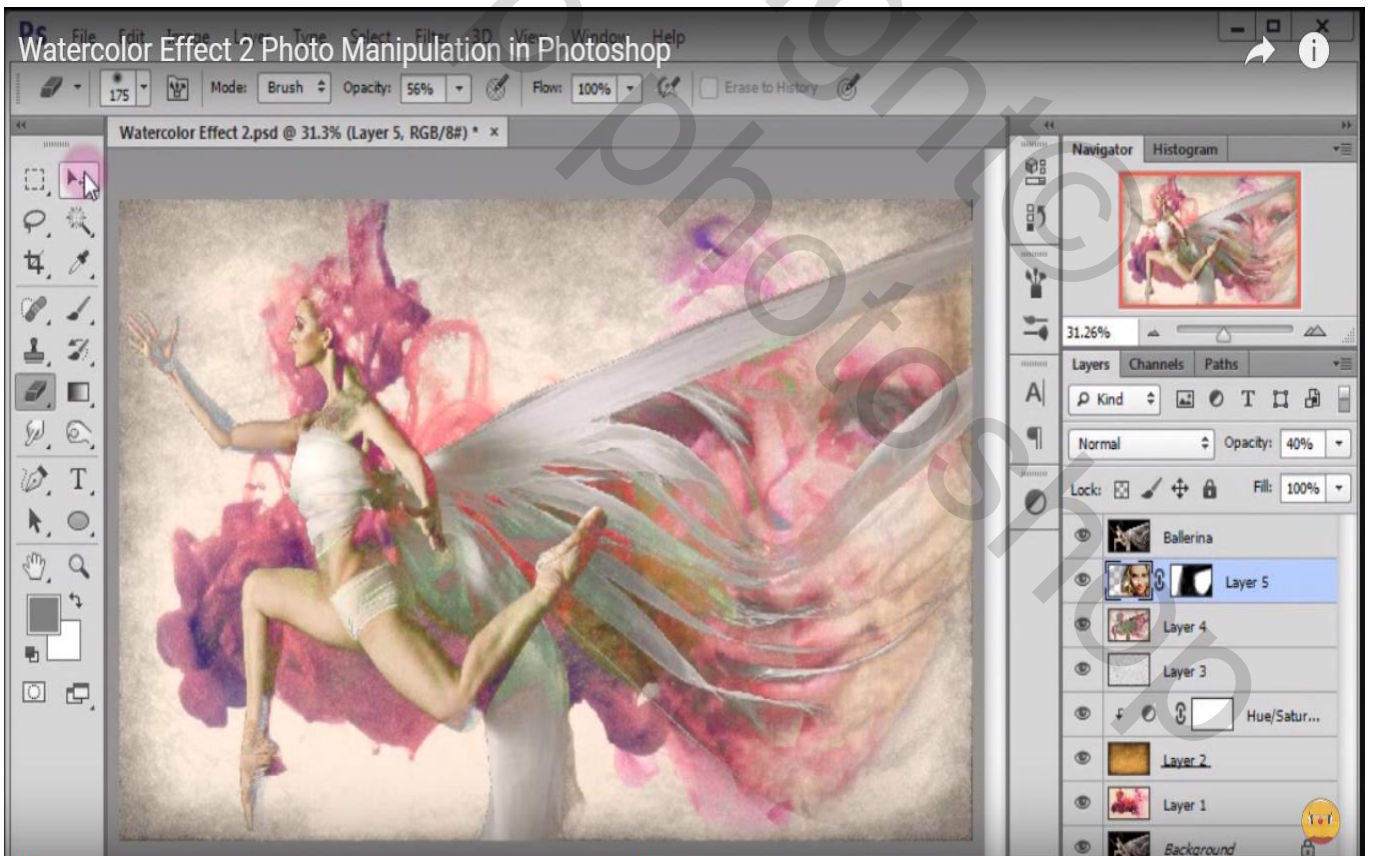 Ps File Edit Image Layer Type Select Filter 3D View Window Help
Watercolor Effect 2 Photo Manipulation in Photoshop
175 Mode: Brush Opacity: 56% Flow: 100% Erase to History
Watercolor Effect 2.psd @ 31.3% (Layer 5, RGB/8#) * x
Navigator Histogram
31.26%
Layers Channels Paths
Kind
Normal Opacity: 40%
Lock: Fill: 100%
Ballerina
Layer 5
Layer 4
Layer 3
Hue/Satur...
Layer 2
Layer 1
Background
photoshop